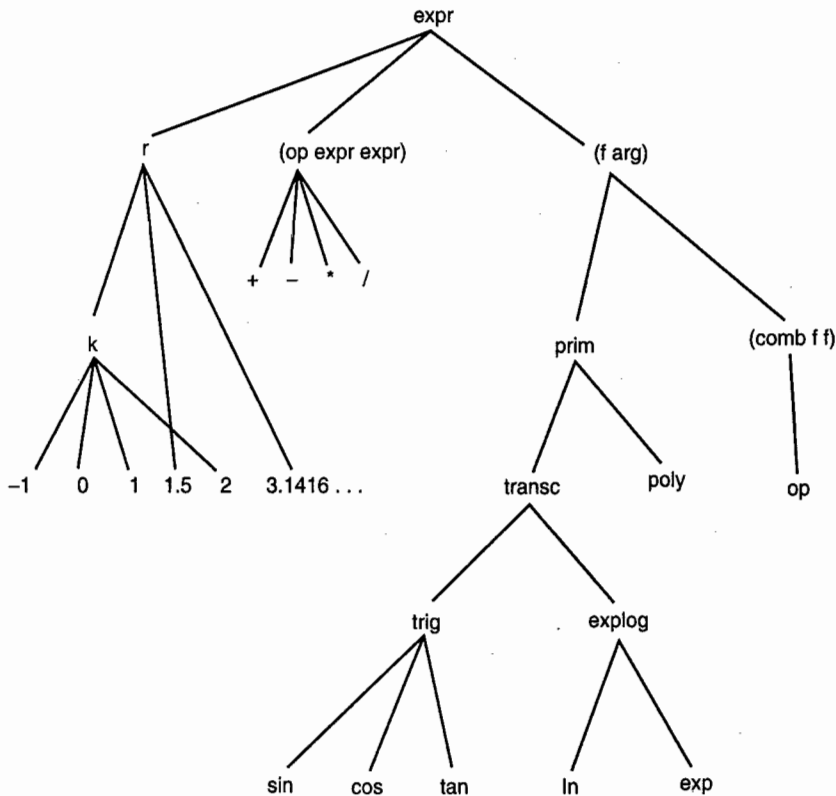 expr
r (op expr expr) (f arg)
+ – * /
k prim (comb f f)
–1 0 1 1.5 2 3.1416 . . . transc poly op
trig explog
sin cos tan ln exp